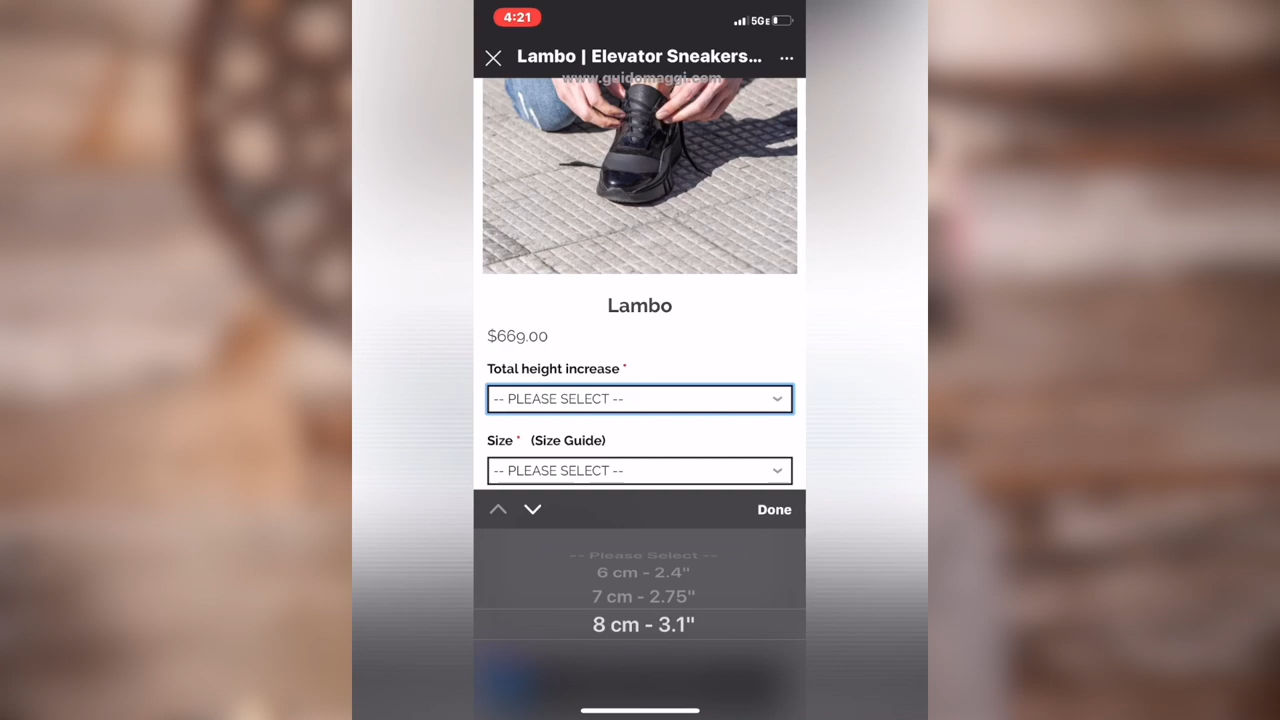 4:21
5GE
Lambo | Elevator Sneakers...
www.guidomaggi.com
Lambo
$669.00
Total height increase *
-- PLEASE SELECT --
Size * (Size Guide)
-- PLEASE SELECT --
Done
-- Please Select --
6 cm - 2.4"
7 cm - 2.75"
8 cm - 3.1"